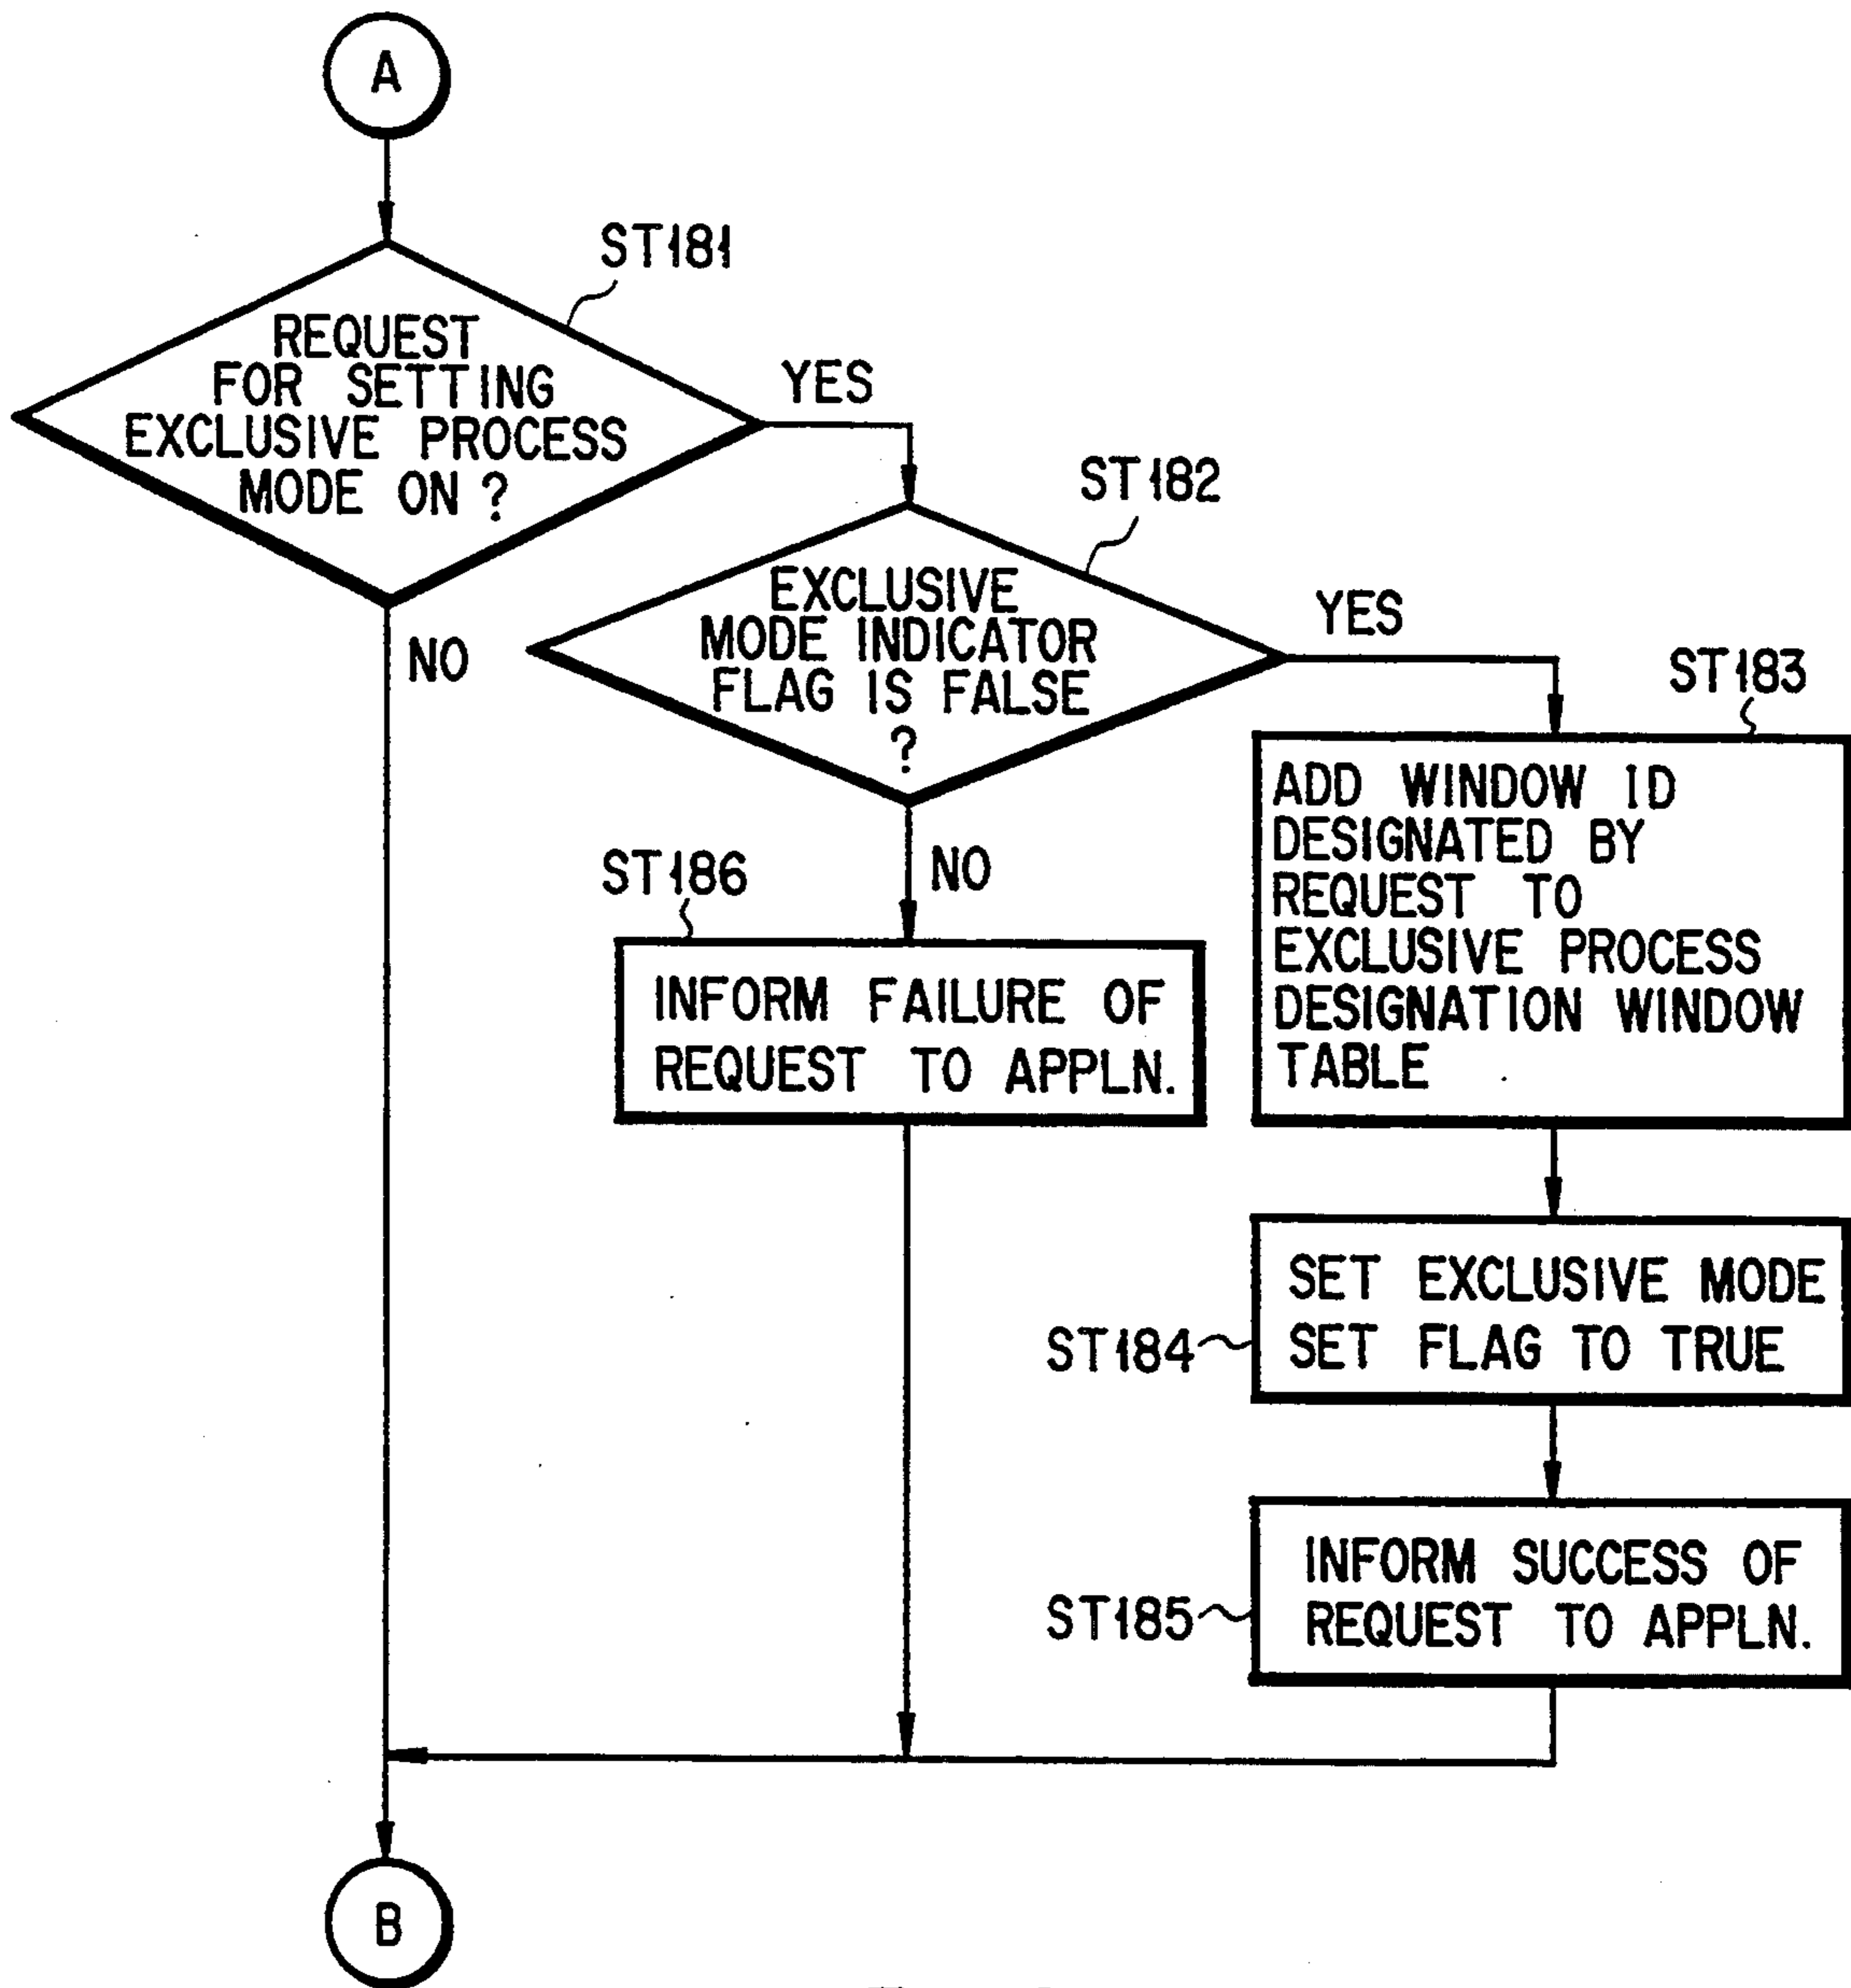 A
ST181
REQUEST
FOR SETTING
EXCLUSIVE PROCESS
MODE ON ?
YES
NO
ST182
EXCLUSIVE
MODE INDICATOR
FLAG IS FALSE
?
YES
NO
ST183
ADD WINDOW ID
DESIGNATED BY
REQUEST TO
EXCLUSIVE PROCESS
DESIGNATION WINDOW
TABLE
ST186
INFORM FAILURE OF
REQUEST TO APPLN.
ST184
SET EXCLUSIVE MODE
SET FLAG TO TRUE
ST185
INFORM SUCCESS OF
REQUEST TO APPLN.
B